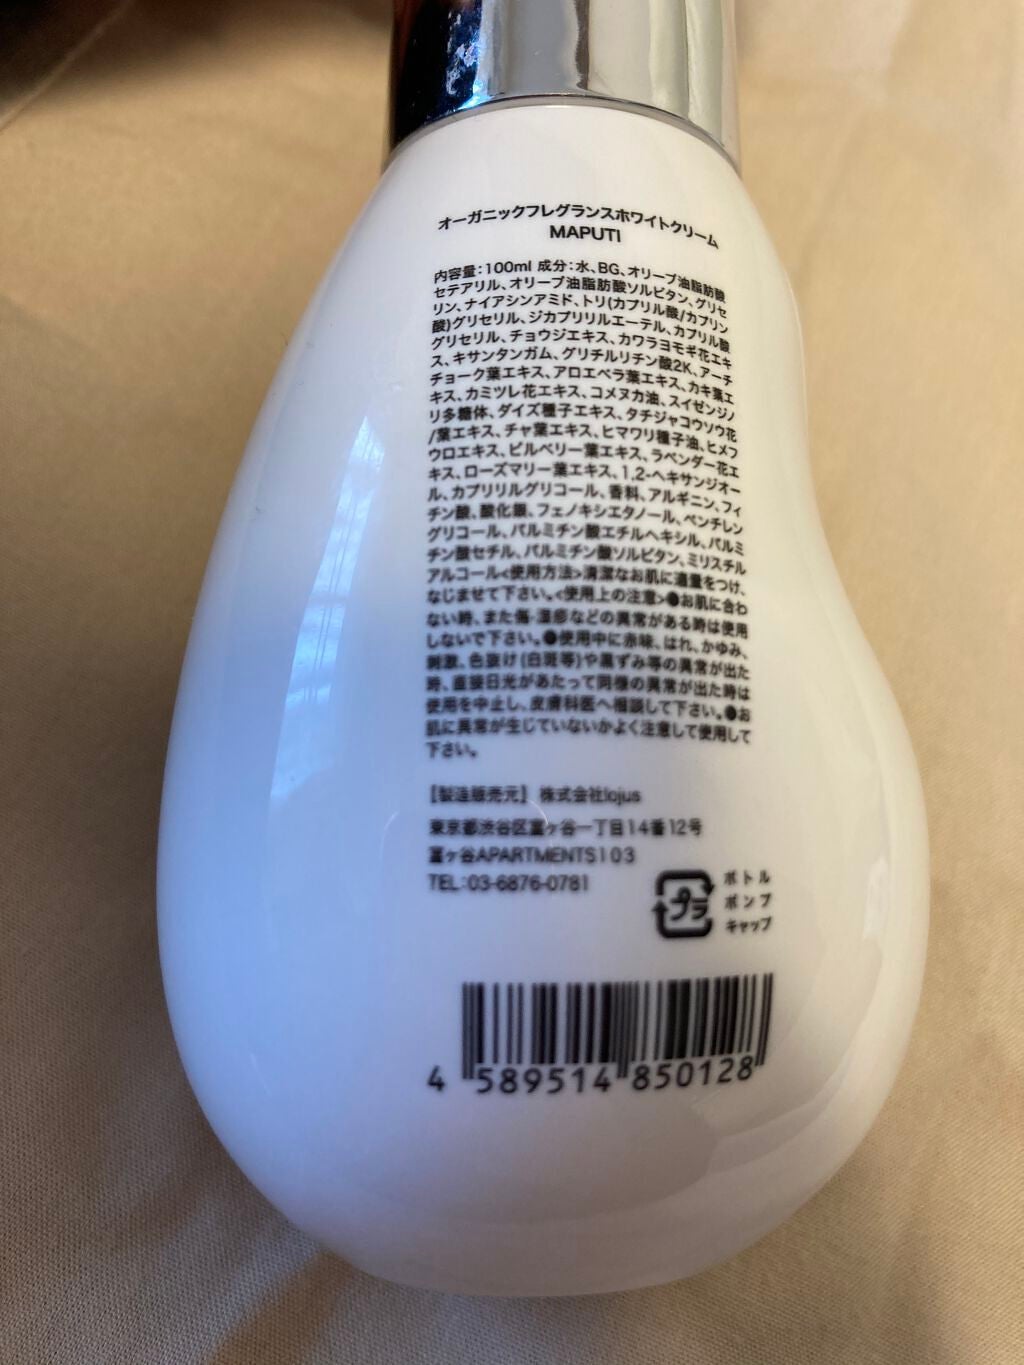 オーガニックフレグランスホワイトクリーム
MAPUTI
内容量：100ml 成分：水、BG、オリーブ油脂肪酸
セテアリル、オリーブ油脂肪酸ソルビタン、グリセ
リン、ナイアシンアミド、トリ(カプリル酸/カプリン
酸)グリセリル、ジカプリリルエーテル、カプリル酸
グリセリル、チョウジエキス、カワラヨモギ花エキ
ス、キサンタンガム、グリチルリチン酸2K、アーテ
チョーク葉エキス、アロエベラ葉エキス、カキ葉エ
キス、カミツレ花エキス、コメヌカ油、スイゼンジノ
リ多糖体、ダイズ種子エキス、タチジャコウソウ花
/葉エキス、チャ葉エキス、ヒマワリ種子油、ヒメフ
ウロエキス、ビルベリー葉エキス、ラベンダー花エ
キス、ローズマリー葉エキス、1,2-ヘキサンジオー
ル、カプリリルグリコール、香料、アルギニン、フィ
チン酸、酸化銀、フェノキシエタノール、ペンチレン
グリコール、パルミチン酸エチルヘキシル、パルミ
チン酸セチル、パルミチン酸ソルビタン、ミリスチル
アルコール<使用方法>清潔なお肌に適量をつけ、
なじませて下さい。<使用上の注意>●お肌に合わ
ない時、また傷・湿疹などの異常がある時は使用
しないで下さい。●使用中に赤味、はれ、かゆみ、
刺激、色抜け(白斑等)や黒ずみ等の異常が出た
時、直接日光があたって同様の異常が出た時は
使用を中止し、皮膚科医へ相談して下さい。●お
肌に異常が生じていないかよく注意して使用して
下さい。
【製造販売元】 株式会社lojus
東京都渋谷区富ヶ谷一丁目14番12号
富ヶ谷APARTMENTS103
TEL：03-6876-0781
プラ
ボトル
ポンプ
キャップ
4 589514 850128